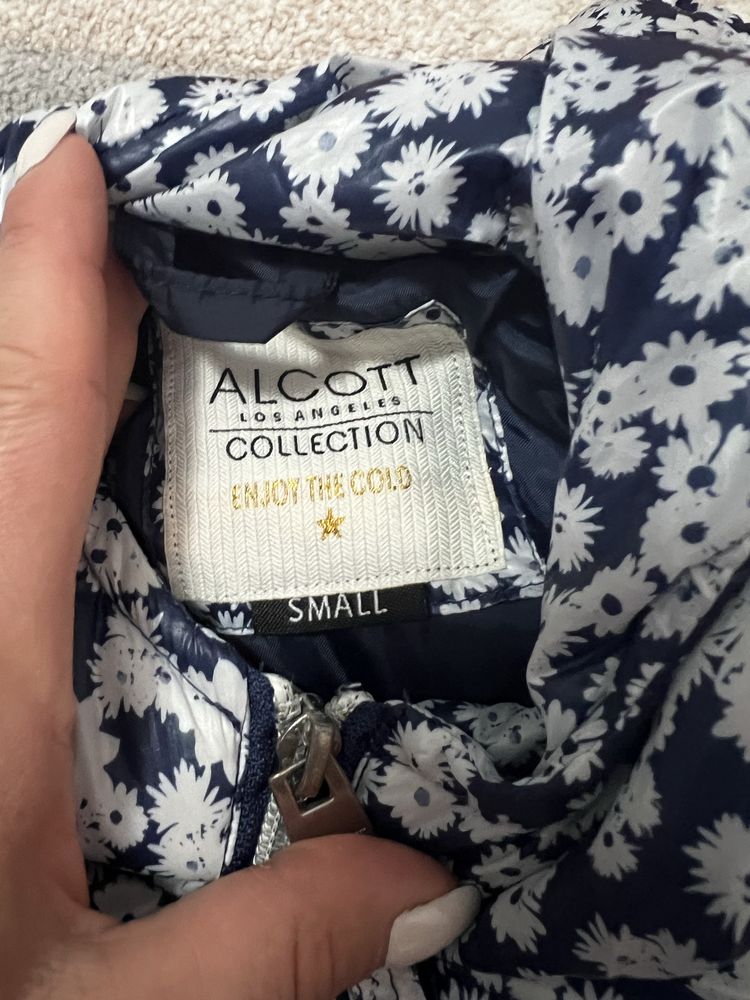 ALCOTT
LOS ANGELES
COLLECTION
ENJOY THE COLD
SMALL